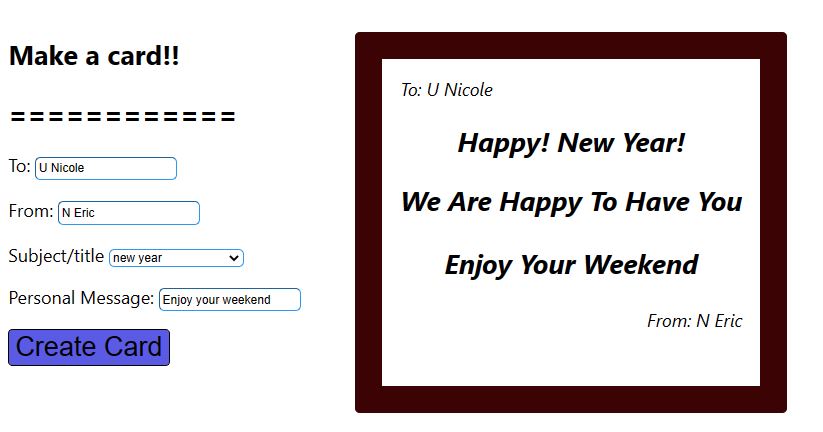 Make a card!!
============
To: U Nicole
From: N Eric
Subject/title new year
Personal Message: Enjoy your weekend
Create Card
To: U Nicole
Happy! New Year!
We Are Happy To Have You
Enjoy Your Weekend
From: N Eric